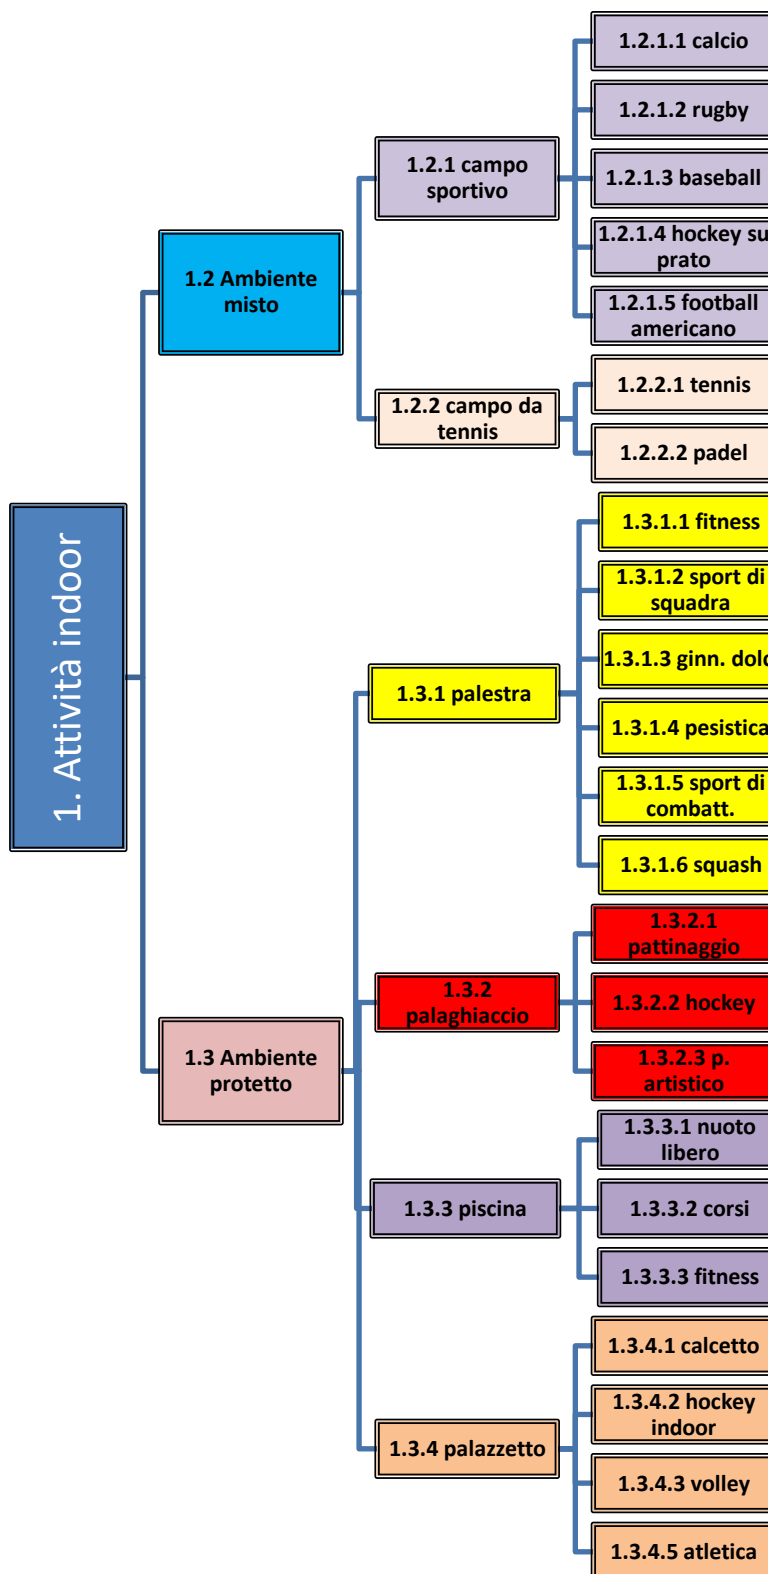 1. Attività indoor
1.2 Ambiente
misto
1.2.1 campo
sportivo
1.2.1.1 calcio
1.2.1.2 rugby
1.2.1.3 baseball
1.2.1.4 hockey su
prato
1.2.1.5 football
americano
1.2.2 campo da
tennis
1.2.2.1 tennis
1.2.2.2 padel
1.3 Ambiente
protetto
1.3.1 palestra
1.3.1.1 fitness
1.3.1.2 sport di
squadra
1.3.1.3 ginn. dolc
1.3.1.4 pesistica
1.3.1.5 sport di
combatt.
1.3.1.6 squash
1.3.2
palaghiaccio
1.3.2.1
pattinaggio
1.3.2.2 hockey
1.3.2.3 p.
artistico
1.3.3 piscina
1.3.3.1 nuoto
libero
1.3.3.2 corsi
1.3.3.3 fitness
1.3.4 palazzetto
1.3.4.1 calcetto
1.3.4.2 hockey
indoor
1.3.4.3 volley
1.3.4.5 atletica